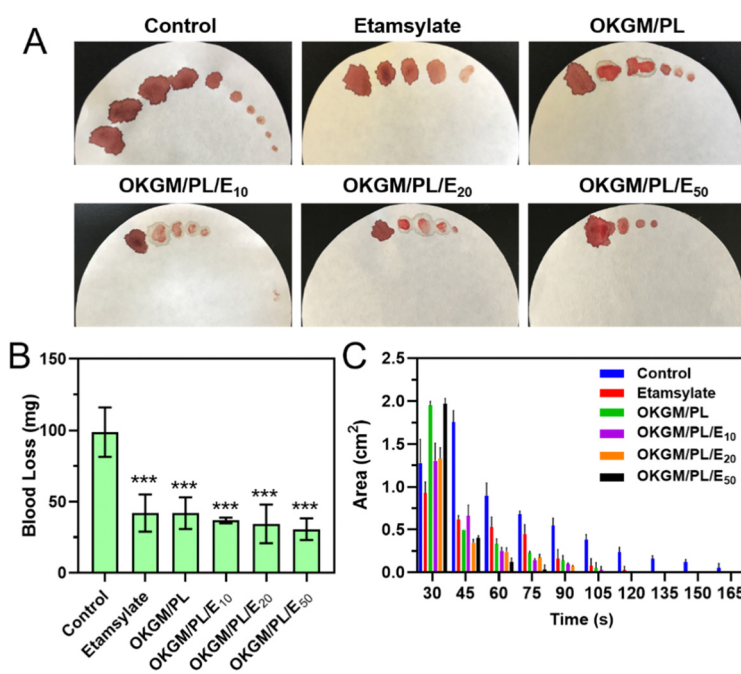 A
Control
Etamsylate
OKGM/PL
OKGM/PL/E₁₀
OKGM/PL/E₂₀
OKGM/PL/E₅₀
B
150
100
50
0
Blood Loss (mg)
***
***
***
***
***
Control
Etamsylate
OKGM/PL
OKGM/PL/E₁₀
OKGM/PL/E₂₀
OKGM/PL/E₅₀
C
2.5
2.0
1.5
1.0
0.5
0.0
Area (cm²)
Control
Etamsylate
OKGM/PL
OKGM/PL/E₁₀
OKGM/PL/E₂₀
OKGM/PL/E₅₀
30 45 60 75 90 105 120 135 145 165
Time (s)